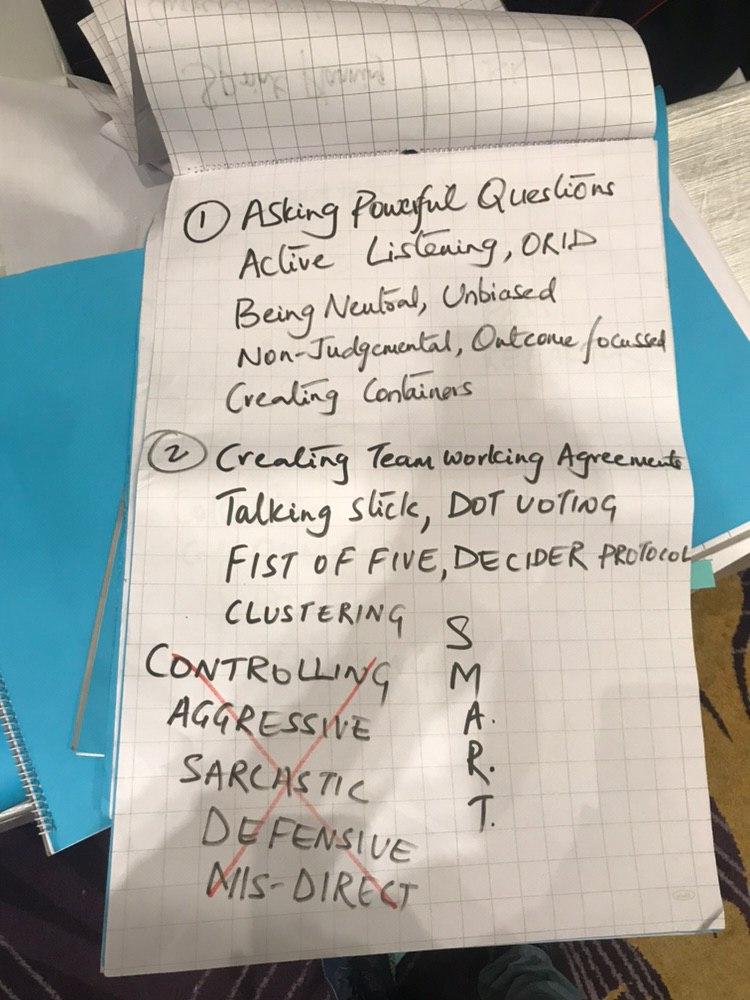 ① Asking Powerful Questions
Active Listening, ORID
Being Neutral, Unbiased
Non-Judgemental, Outcome focussed
Creating Containers
② Creating Team working Agreements
Talking stick, DOT VOTING
FIST OF FIVE, DECIDER PROTOCOL
CLUSTERING
CONTROLLING
AGGRESSIVE
SARCASTIC
DEFENSIVE
MIS-DIRECT
S
M
A.
R.
T.